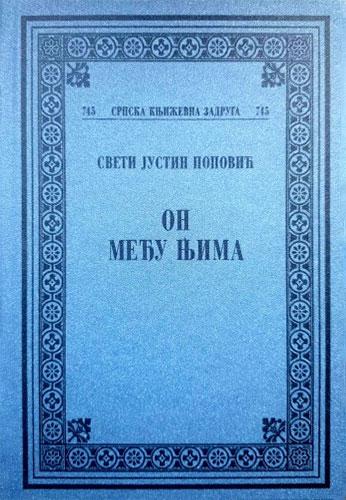 745 СРПСКА КЊИЖЕВНА ЗАДРУГА 745
СВЕТИ ЈУСТИН ПОПОВИЋ
ОН
МЕЂУ ЊИМА